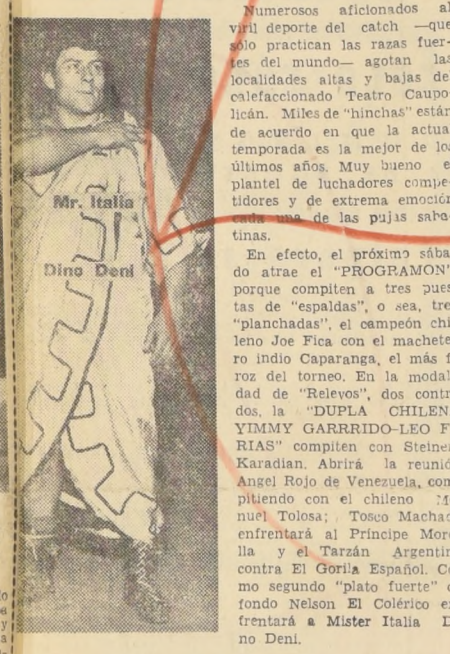 Mr. Italia
Dino Deni
Numerosos aficionados al
viril deporte del catch —que
sólo practican las razas fuer-
tes del mundo— agotan las
localidades altas y bajas de
calefaccionado Teatro Caupo
licán. Miles de "hinchas" están
de acuerdo en que la actua
temporada es la mejor de los
últimos años. Muy bueno e
plantel de luchadores compe-
tidores y de extrema emoción
cada una de las pujas saba-
tinas.
En efecto, el próximo sába
do atrae el "PROGRAMON"
porque compiten a tres pues
tas de "espaldas", o sea, tre
"planchadas", el campeón chi
leno Joe Fica con el machete
ro indio Caparanga, el más f
roz del torneo. En la modal
dad de "Relevos", dos contr
dos, la "DUPLA CHILEN
YIMMY GARRRIDO-LEO F
RIAS" compiten con Steiner
Karadian. Abrirá la reunió
Angel Rojo de Venezuela, com
pitiendo con el chileno M
nuel Tolosa; Tosco Machac
enfrentará al Príncipe More
lla y el Tarzán Argentin
contra El Gorila Español. Co
mo segundo "plato fuerte" 
fondo Nelson El Colérico e
frentará a Mister Italia D
no Deni.